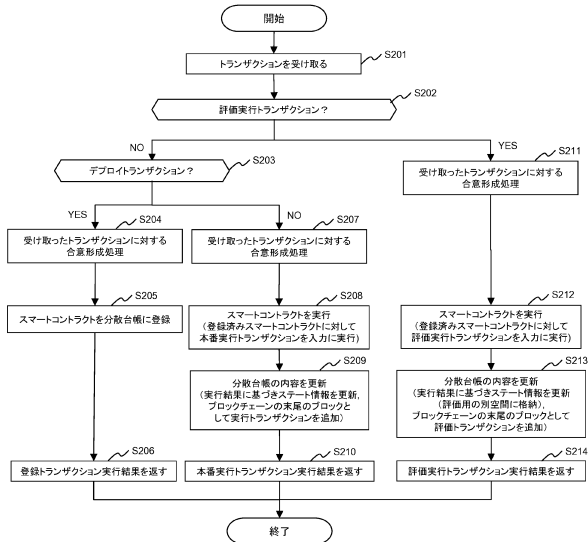 開始
S201
トランザクションを受け取る
S202
評価実行トランザクション？
NO
YES
S203
デプロイトランザクション？
S211
受け取ったトランザクションに対する
合意形成処理
YES
S204
受け取ったトランザクションに対する
合意形成処理
NO
S207
受け取ったトランザクションに対する
合意形成処理
S205
スマートコントラクトを分散台帳に登録
S208
スマートコントラクトを実行
(登録済みスマートコントラクトに対して
本番実行トランザクションを入力に実行)
S212
スマートコントラクトを実行
(登録済みスマートコントラクトに対して
評価実行トランザクションを入力に実行)
S209
分散台帳の内容を更新
(実行結果に基づきステート情報を更新,
ブロックチェーンの末尾のブロックと
して実行トランザクションを追加)
S213
分散台帳の内容を更新
(実行結果に基づきステート情報を更新
(評価用の別空間に格納),
ブロックチェーンの末尾のブロックとして
評価トランザクションを追加)
S206
登録トランザクション実行結果を返す
S210
本番実行トランザクション実行結果を返す
S214
評価実行トランザクション実行結果を返す
終了